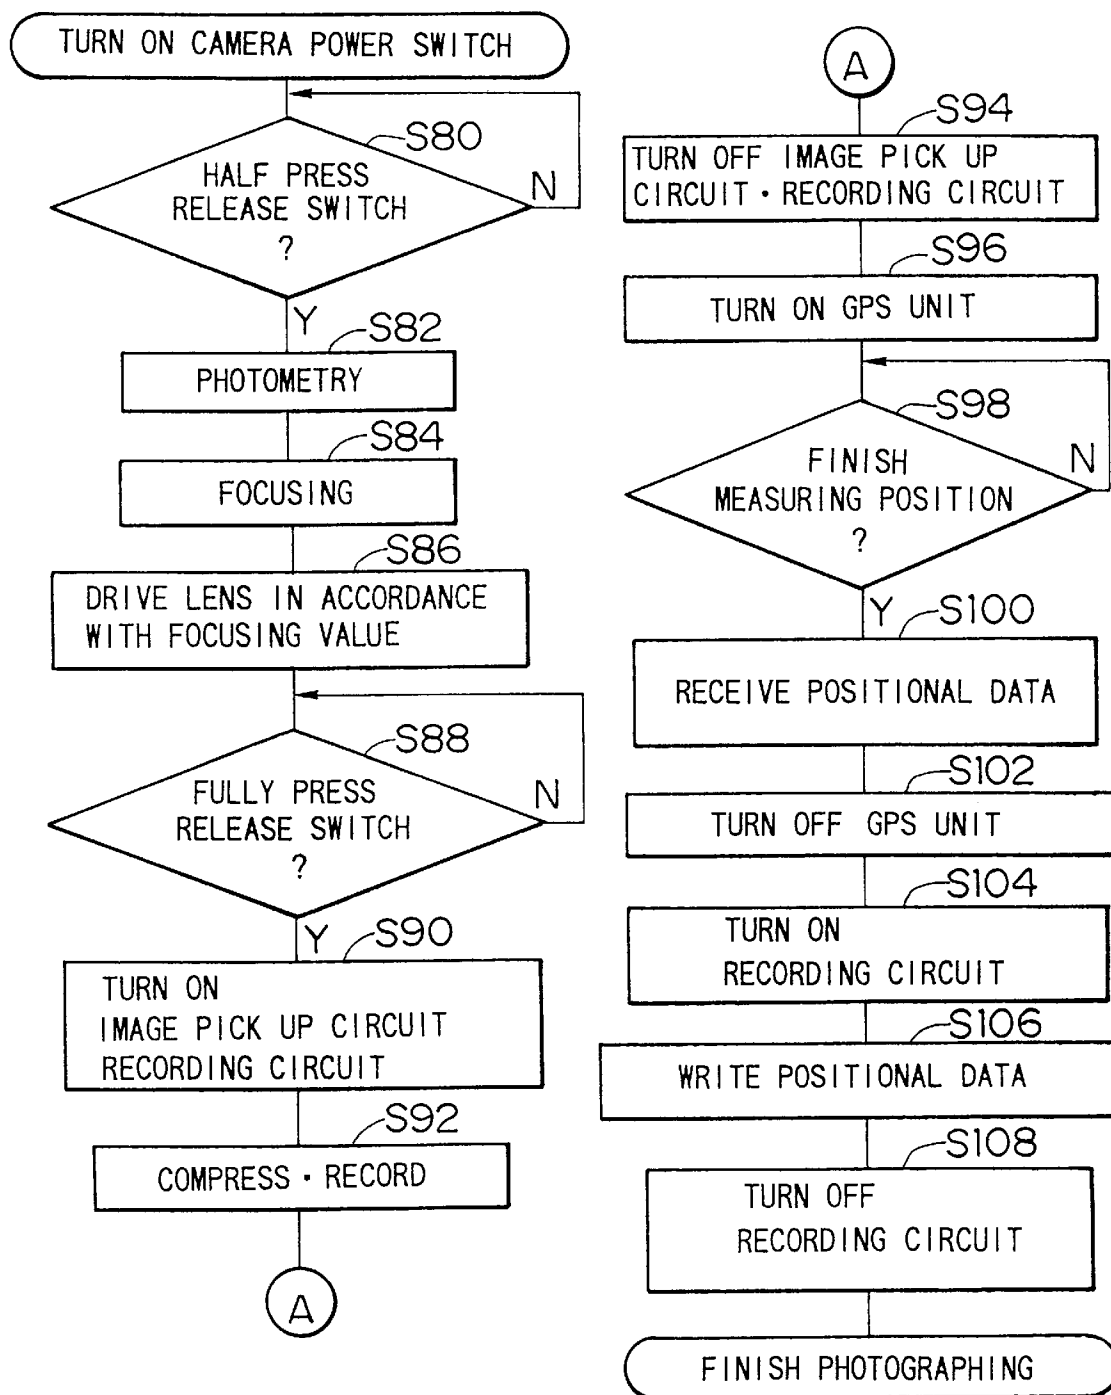 TURN ON CAMERA POWER SWITCH
S80
HALF PRESS
RELEASE SWITCH
?
N
Y
S82
PHOTOMETRY
S84
FOCUSING
S86
DRIVE LENS IN ACCORDANCE
WITH FOCUSING VALUE
S88
FULLY PRESS
RELEASE SWITCH
?
N
Y
S90
TURN ON
IMAGE PICK UP CIRCUIT
RECORDING CIRCUIT
S92
COMPRESS・RECORD
A
A
S94
TURN OFF IMAGE PICK UP
CIRCUIT・RECORDING CIRCUIT
S96
TURN ON GPS UNIT
S98
FINISH
MEASURING POSITION
?
N
Y
S100
RECEIVE POSITIONAL DATA
S102
TURN OFF GPS UNIT
S104
TURN ON
RECORDING CIRCUIT
S106
WRITE POSITIONAL DATA
S108
TURN OFF
RECORDING CIRCUIT
FINISH PHOTOGRAPHING